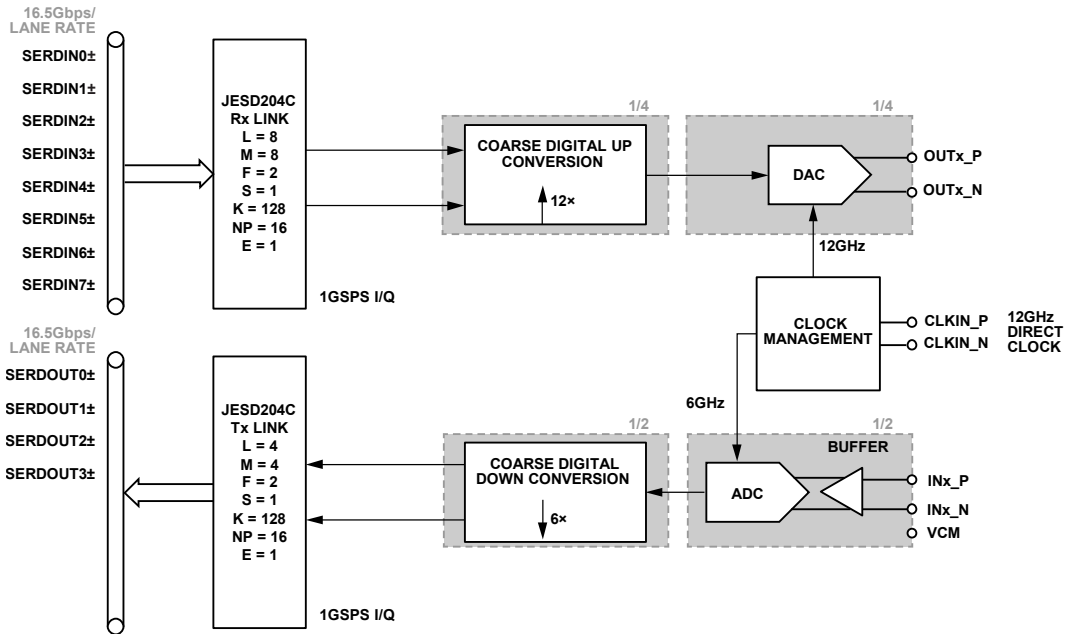 16.5Gbps/
LANE RATE
SERDIN0±
SERDIN1±
SERDIN2±
SERDIN3±
SERDIN4±
SERDIN5±
SERDIN6±
SERDIN7±
JESD204C
Rx LINK
L = 8
M = 8
F = 2
S = 1
K = 128
NP = 16
E = 1
1GSPS I/Q
1/4
COARSE DIGITAL UP
CONVERSION
12×
1/4
DAC
OUTx_P
OUTx_N
12GHz
CLOCK
MANAGEMENT
CLKIN_P
CLKIN_N
12GHz
DIRECT
CLOCK
6GHz
16.5Gbps/
LANE RATE
SERDOUT0±
SERDOUT1±
SERDOUT2±
SERDOUT3±
JESD204C
Tx LINK
L = 4
M = 4
F = 2
S = 1
K = 128
NP = 16
E = 1
1GSPS I/Q
1/2
COARSE DIGITAL
DOWN CONVERSION
6×
1/2
BUFFER
ADC
INx_P
INx_N
VCM